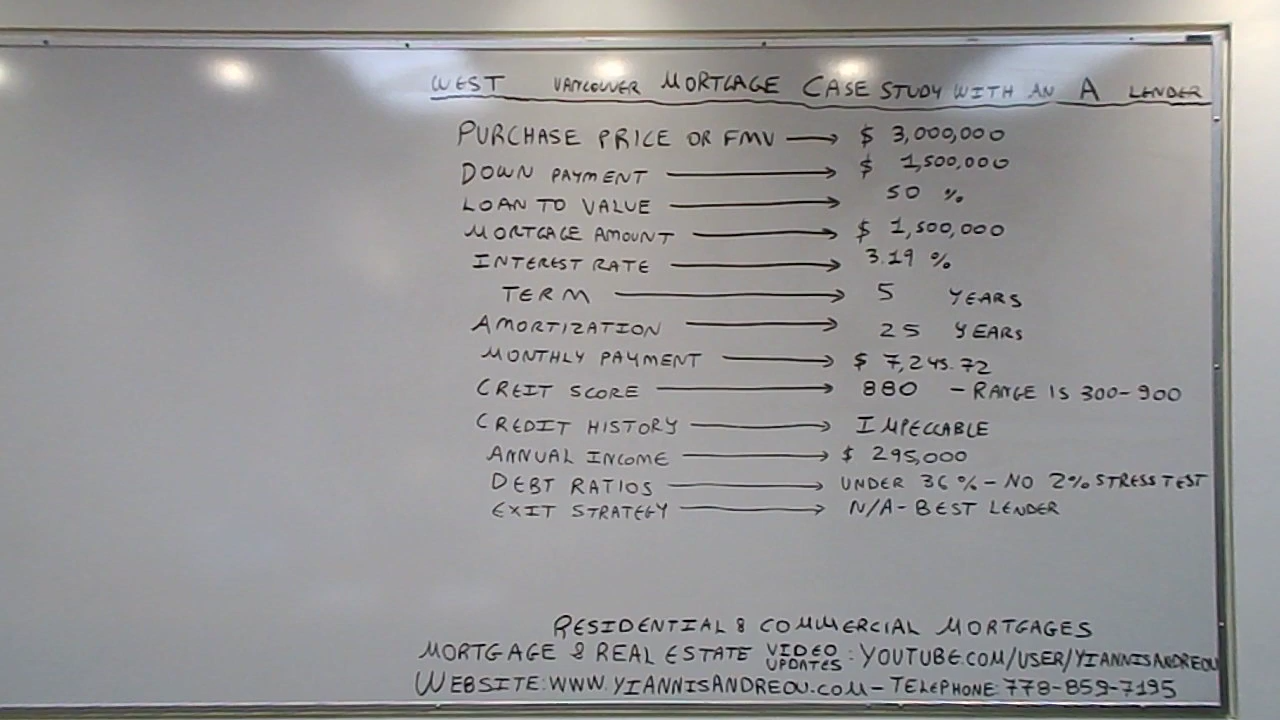 WEST VANCOUVER MORTGAGE CASE STUDY WITH AN A LENDER
PURCHASE PRICE OR FMV → $ 3,000,000
DOWN PAYMENT → $ 1,500,000
LOAN TO VALUE → 50 %
MORTGAGE AMOUNT → $ 1,500,000
INTEREST RATE → 3.19 %
TERM → 5 YEARS
AMORTIZATION → 25 YEARS
MONTHLY PAYMENT → $ 7,245.72
CREIT SCORE → 880 - RANGE IS 300-900
CREDIT HISTORY → IMPECCABLE
ANNUAL INCOME → $ 295,000
DEBT RATIOS → UNDER 36% - NO 2% STRESS TEST
EXIT STRATEGY → N/A - BEST LENDER
RESIDENTIAL & COMMERCIAL MORTGAGES
MORTGAGE & REAL ESTATE VIDEO UPDATES: YOUTUBE.COM/USER/YIANNISANDREOU
WEBSITE: WWW.YIANNISANDREOU.COM - TELEPHONE: 778-859-7195